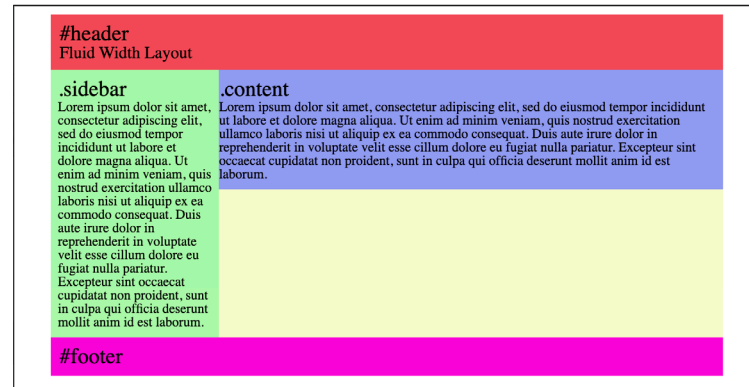 #header
Fluid Width Layout
.sidebar
Lorem ipsum dolor sit amet,
consectetur adipiscing elit,
sed do eiusmod tempor
incididunt ut labore et
dolore magna aliqua. Ut
enim ad minim veniam, quis
nostrud exercitation ullamco
laboris nisi ut aliquip ex ea
commodo consequat. Duis
aute irure dolor in
reprehenderit in voluptate
velit esse cillum dolore eu
fugiat nulla pariatur.
Excepteur sint occaecat
cupidatat non proident, sunt
in culpa qui officia deserunt
mollit anim id est laborum.
.content
Lorem ipsum dolor sit amet, consectetur adipiscing elit, sed do eiusmod tempor incididunt
ut labore et dolore magna aliqua. Ut enim ad minim veniam, quis nostrud exercitation
ullamco laboris nisi ut aliquip ex ea commodo consequat. Duis aute irure dolor in
reprehenderit in voluptate velit esse cillum dolore eu fugiat nulla pariatur. Excepteur sint
occaecat cupidatat non proident, sunt in culpa qui officia deserunt mollit anim id est
laborum.
#footer